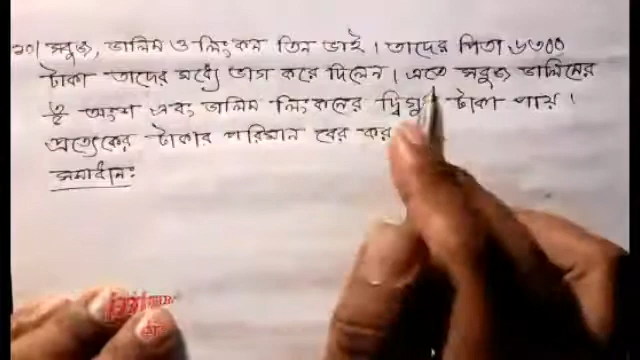 ২০। সবুজ, ডালিম ও লিংকন তিন ভাই। তাদের পিতা ৬৩০০
টাকা তাদের মধ্যে ভাগ করে দিলেন। এতে সবুজ ডালিমের
অংশ এবং ডালিম লিংকনের দ্বিগুণ টাকা পায়।
প্রত্যেকের টাকার পরিমান বের কর
সমাধান: